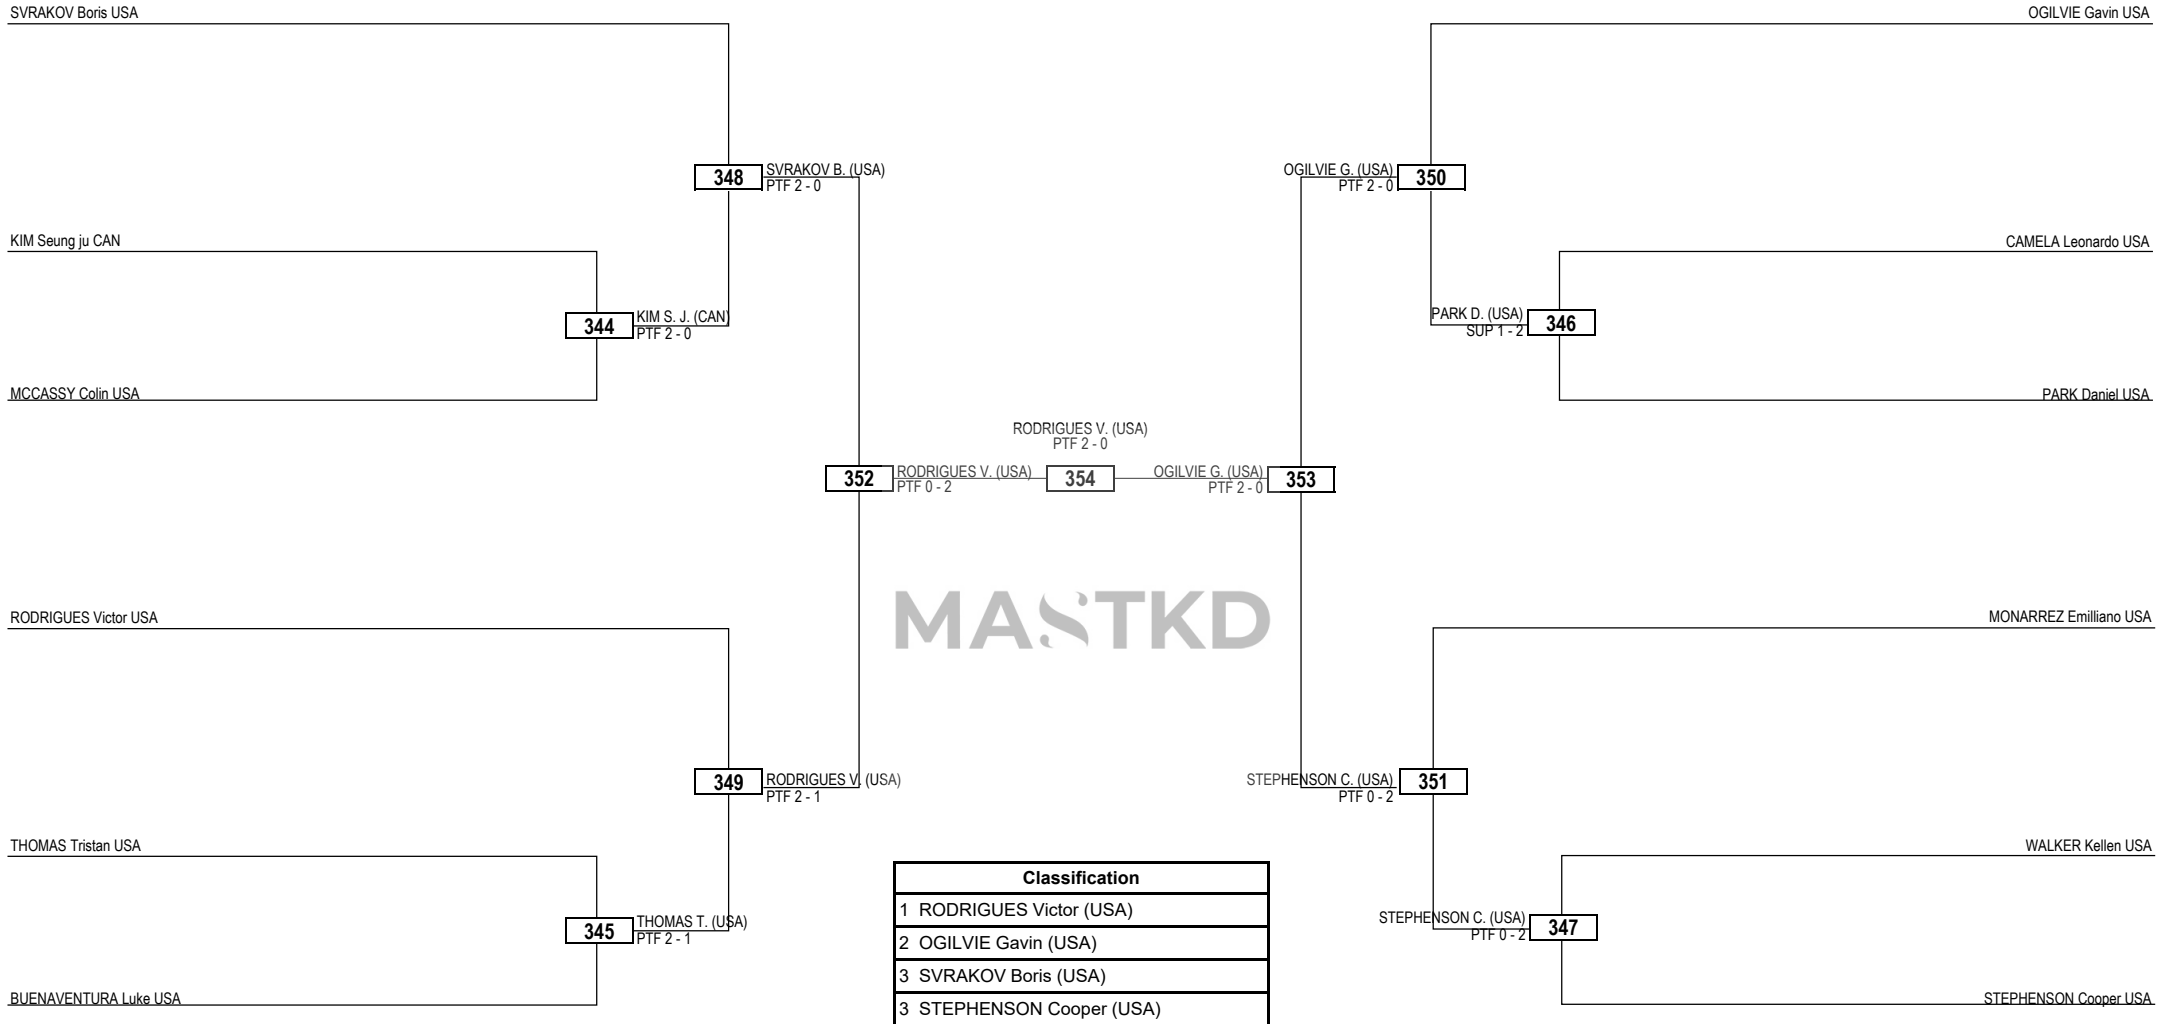 SVRAKOV Boris USA
OGILVIE Gavin USA
348
SVRAKOV B. (USA)
PTF 2 - 0
OGILVIE G. (USA)
PTF 2 - 0
350
KIM Seung ju CAN
CAMELA Leonardo USA
344
KIM S. J. (CAN)
PTF 2 - 0
PARK D. (USA)
SUP 1 - 2
346
MCCASSY Colin USA
PARK Daniel USA
RODRIGUES V. (USA)
PTF 2 - 0
352
RODRIGUES V. (USA)
PTF 0 - 2
354
OGILVIE G. (USA)
PTF 2 - 0
353
MASTKD
RODRIGUES Victor USA
MONARREZ Emilliano USA
349
RODRIGUES V. (USA)
PTF 2 - 1
STEPHENSON C. (USA)
PTF 0 - 2
351
THOMAS Tristan USA
WALKER Kellen USA
345
THOMAS T. (USA)
PTF 2 - 1
STEPHENSON C. (USA)
PTF 0 - 2
347
BUENAVENTURA Luke USA
STEPHENSON Cooper USA
Classification
1 RODRIGUES Victor (USA)
2 OGILVIE Gavin (USA)
3 SVRAKOV Boris (USA)
3 STEPHENSON Cooper (USA)